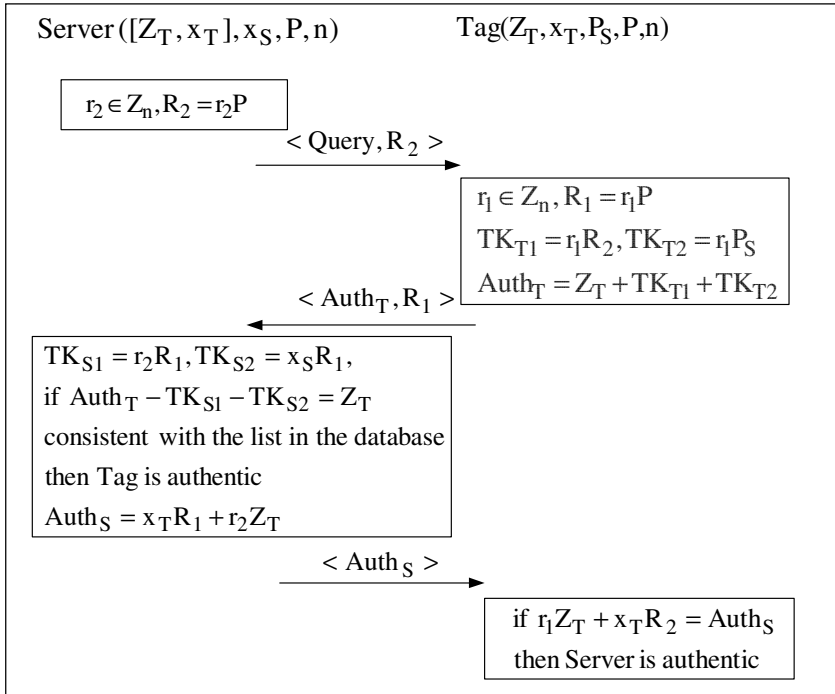 Server([Z_T, x_T], x_S, P, n)
Tag(Z_T, x_T, P_S, P, n)
r_2 ∈ Z_n, R_2 = r_2P
< Query, R_2 >
r_1 ∈ Z_n, R_1 = r_1P
TK_T1 = r_1R_2, TK_T2 = r_1P_S
Auth_T = Z_T + TK_T1 + TK_T2
< Auth_T, R_1 >
TK_S1 = r_2R_1, TK_S2 = x_SR_1,
if Auth_T − TK_S1 − TK_S2 = Z_T
consistent with the list in the database
then Tag is authentic
Auth_S = x_TR_1 + r_2Z_T
< Auth_S >
if r_1Z_T + x_TR_2 = Auth_S
then Server is authentic